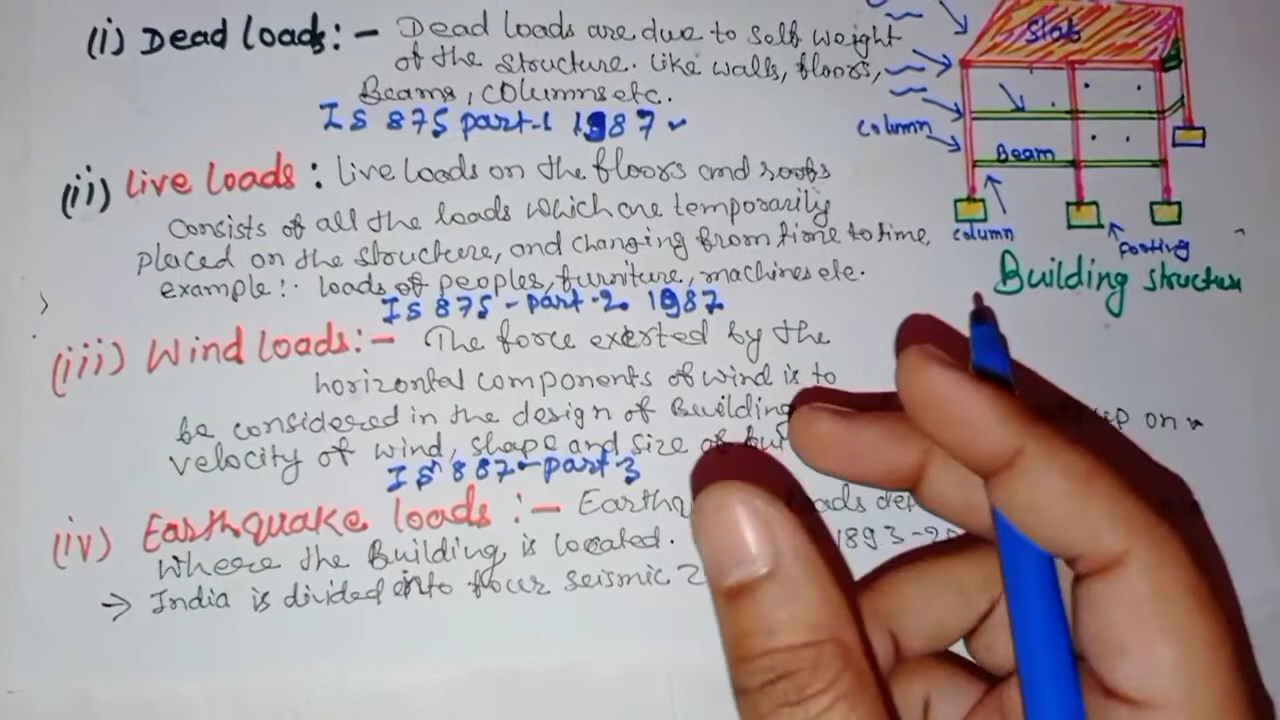 (i) Dead loads:- Dead loads are due to self weight
of the structure. Like walls, floors,
Beams, columns etc.
IS 875 part-1 1987
(ii) Live loads: Live loads on the floors and roofs
consists of all the loads which are temporarily
placed on the structure, and changing from time to time,
example:. loads of peoples, furniture, machines etc.
IS 875-part-2 1987
(iii) Wind loads:- The force exerted by the
horizontal components of wind is to
be considered in the design of Building
velocity of wind, shape and size of
IS 887-part-3
(iv) Earthquake loads:- loads
where the Building is located. 1893-
→ India is divided into four seismic
Slab
column
Beam
column
footing
Building structure